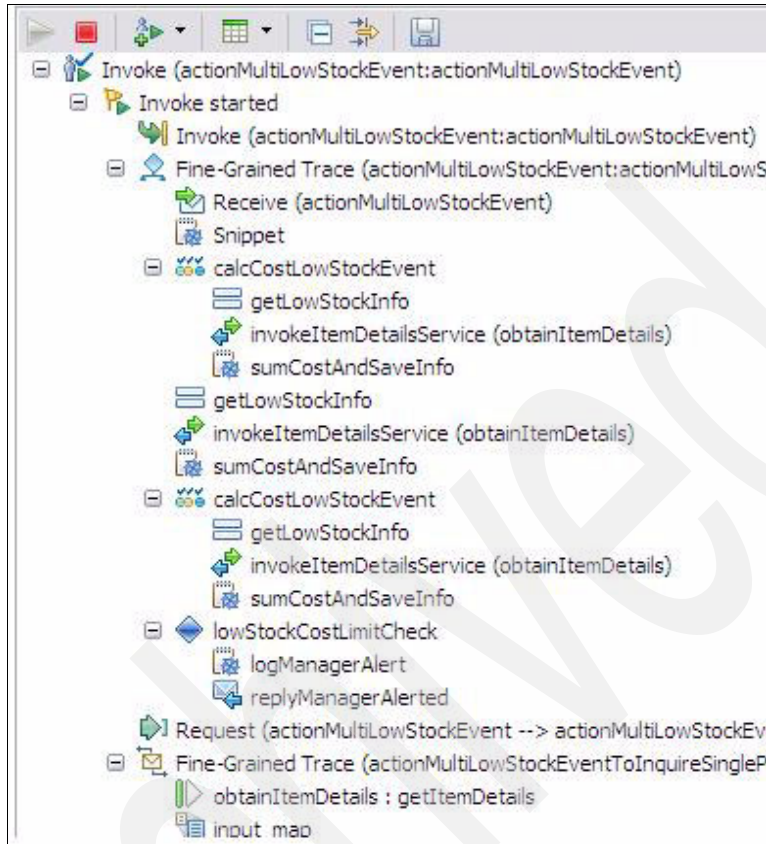 Invoke (actionMultiLowStockEvent:actionMultiLowStockEvent)
Invoke started
Invoke (actionMultiLowStockEvent:actionMultiLowStockEvent)
Fine-Grained Trace (actionMultiLowStockEvent:actionMultiLowS
Receive (actionMultiLowStockEvent)
Snippet
calcCostLowStockEvent
getLowStockInfo
invokeItemDetailsService (obtainItemDetails)
sumCostAndSaveInfo
getLowStockInfo
invokeItemDetailsService (obtainItemDetails)
sumCostAndSaveInfo
calcCostLowStockEvent
getLowStockInfo
invokeItemDetailsService (obtainItemDetails)
sumCostAndSaveInfo
lowStockCostLimitCheck
logManagerAlert
replyManagerAlerted
Request (actionMultiLowStockEvent --> actionMultiLowStockEv
Fine-Grained Trace (actionMultiLowStockEventToInquireSingleP
obtainItemDetails : getItemDetails
input_map